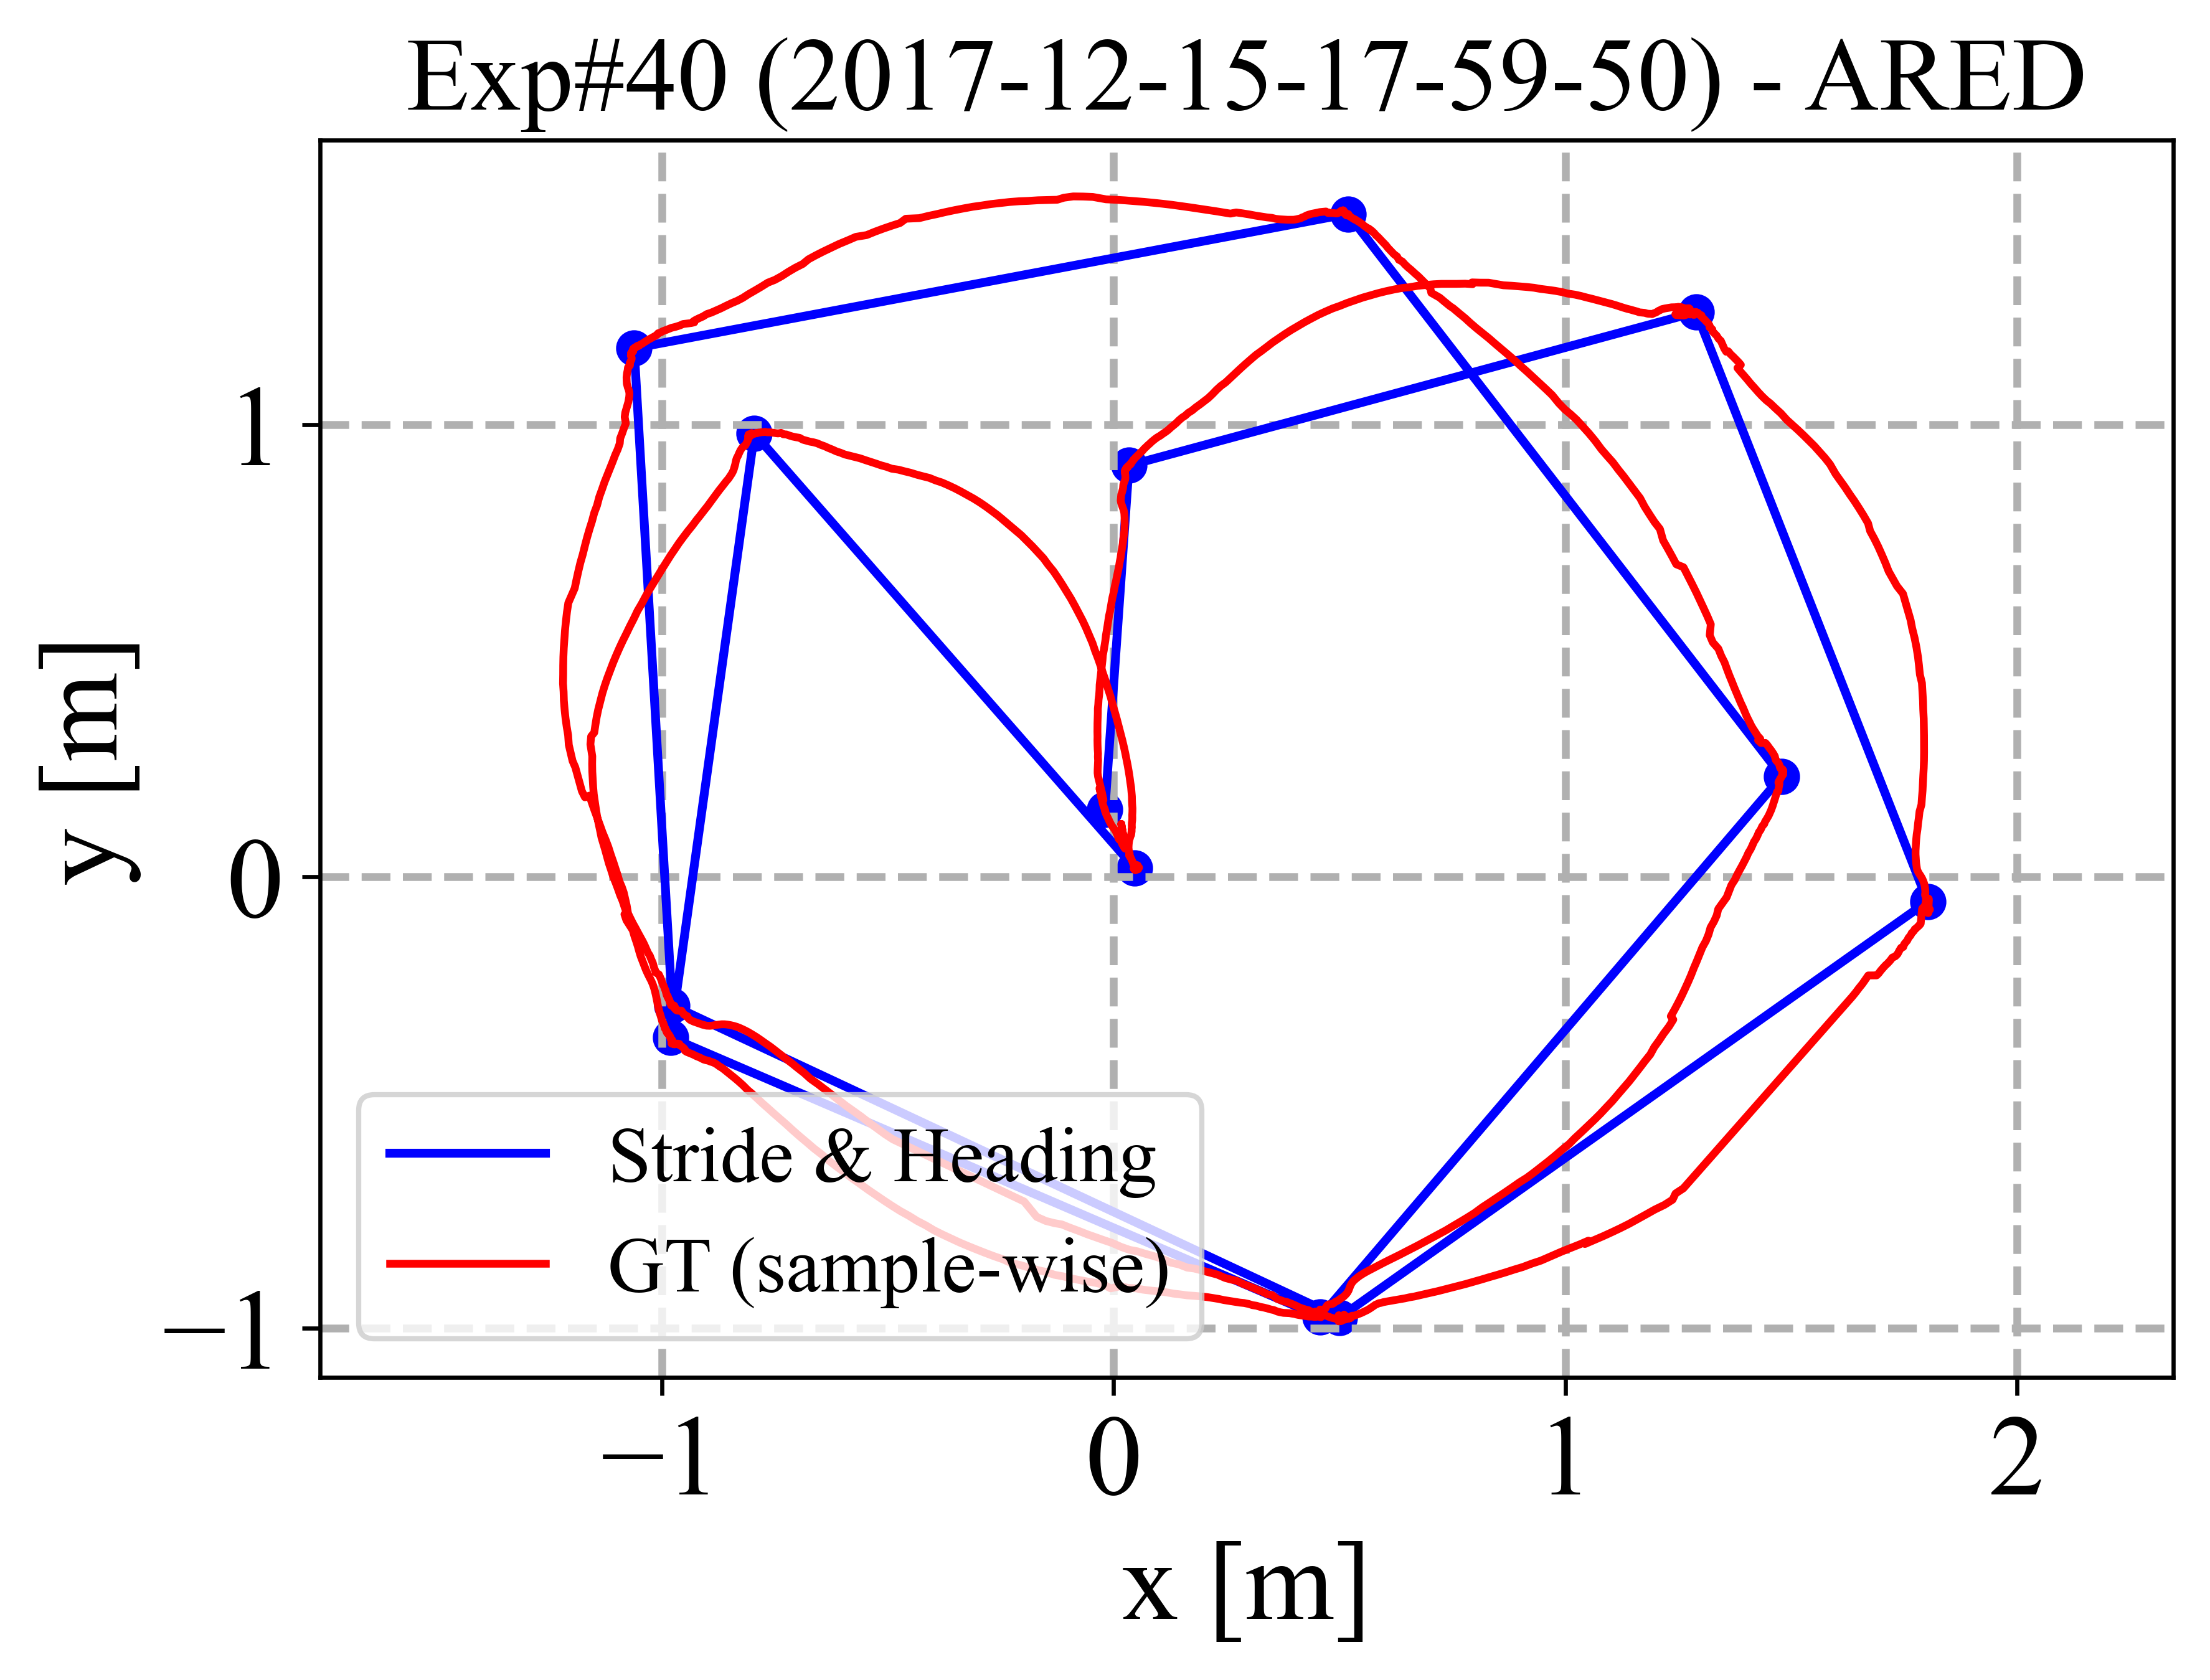 Exp#40 (2017-12-15-17-59-50) - ARED
y [m]
1
0
−1
Stride & Heading
GT (sample-wise)
−1 0 1 2
x [m]